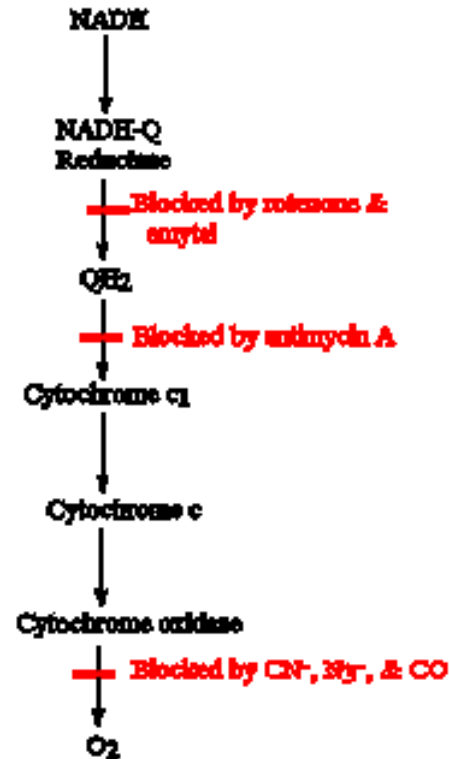 NADH
NADH-Q
Reductase
Blocked by rotenone &
amytal
QH2
Blocked by antimycin A
Cytochrome c1
Cytochrome c
Cytochrome oxidase
Blocked by CN-, N3-, & CO
O2